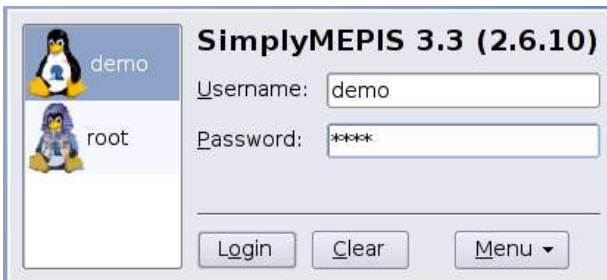 demo
root
SimplyMEPIS 3.3 (2.6.10)
Username: demo
Password: ****
Login Clear Menu